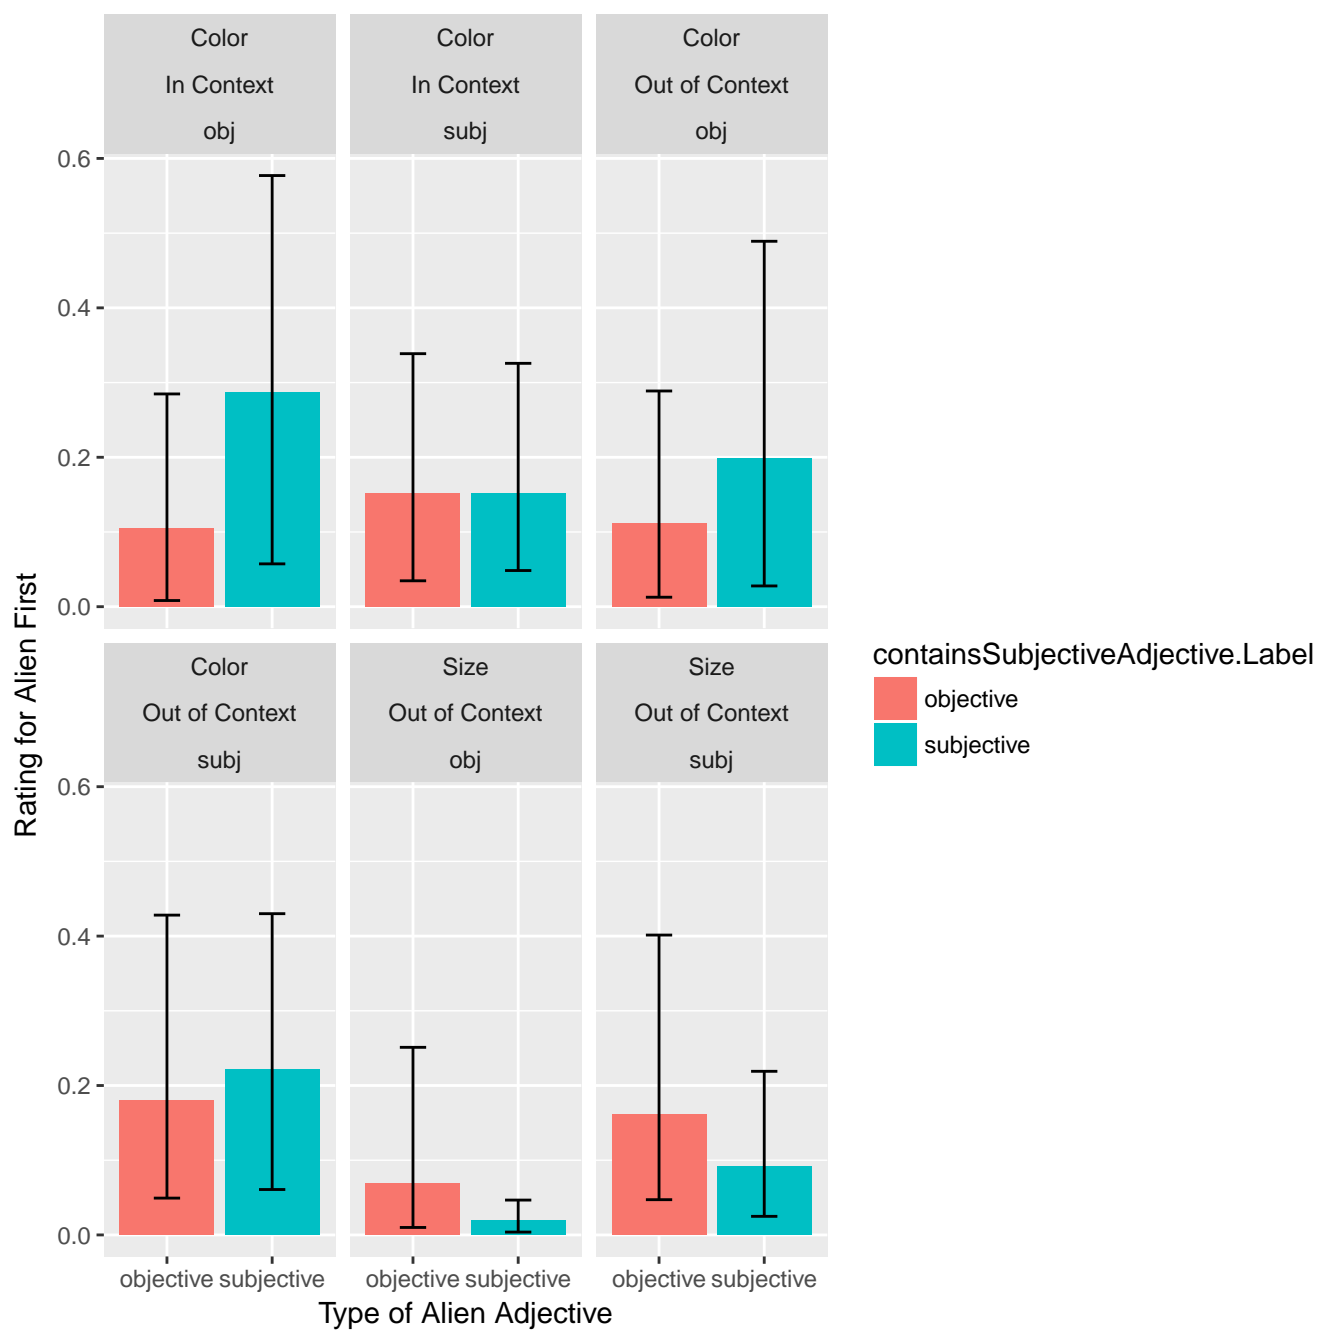 Color
In Context
obj
Color
In Context
subj
Color
Out of Context
obj
0.6
0.4
0.2
0.0
Color
Out of Context
subj
Size
Out of Context
obj
Size
Out of Context
subj
0.6
0.4
0.2
0.0
objective subjective
objective subjective
objective subjective
Type of Alien Adjective
Rating for Alien First
containsSubjectiveAdjective.Label
objective
subjective